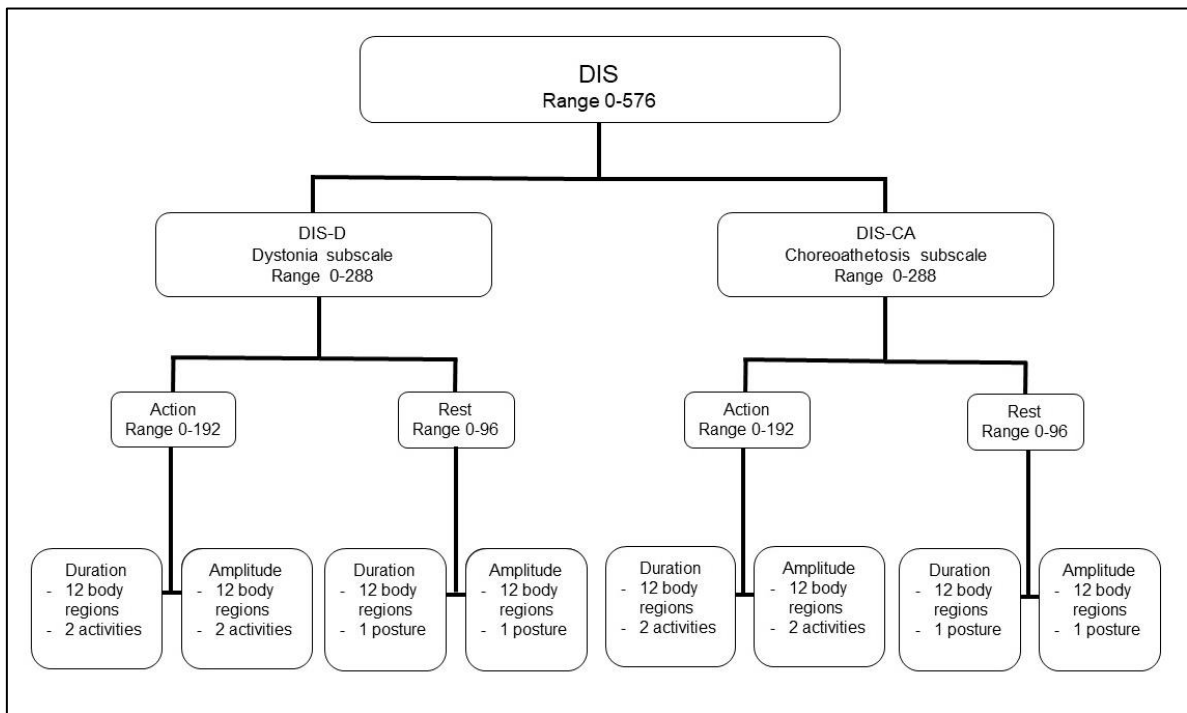 DIS
Range 0-576
DIS-D
Dystonia subscale
Range 0-288
DIS-CA
Choreoathetosis subscale
Range 0-288
Action
Range 0-192
Rest
Range 0-96
Action
Range 0-192
Rest
Range 0-96
Duration
- 12 body
regions
- 2 activities
Amplitude
- 12 body
regions
- 2 activities
Duration
- 12 body
regions
- 1 posture
Amplitude
- 12 body
regions
- 1 posture
Duration
- 12 body
regions
- 2 activities
Amplitude
- 12 body
regions
- 2 activities
Duration
- 12 body
regions
- 1 posture
Amplitude
- 12 body
regions
- 1 posture